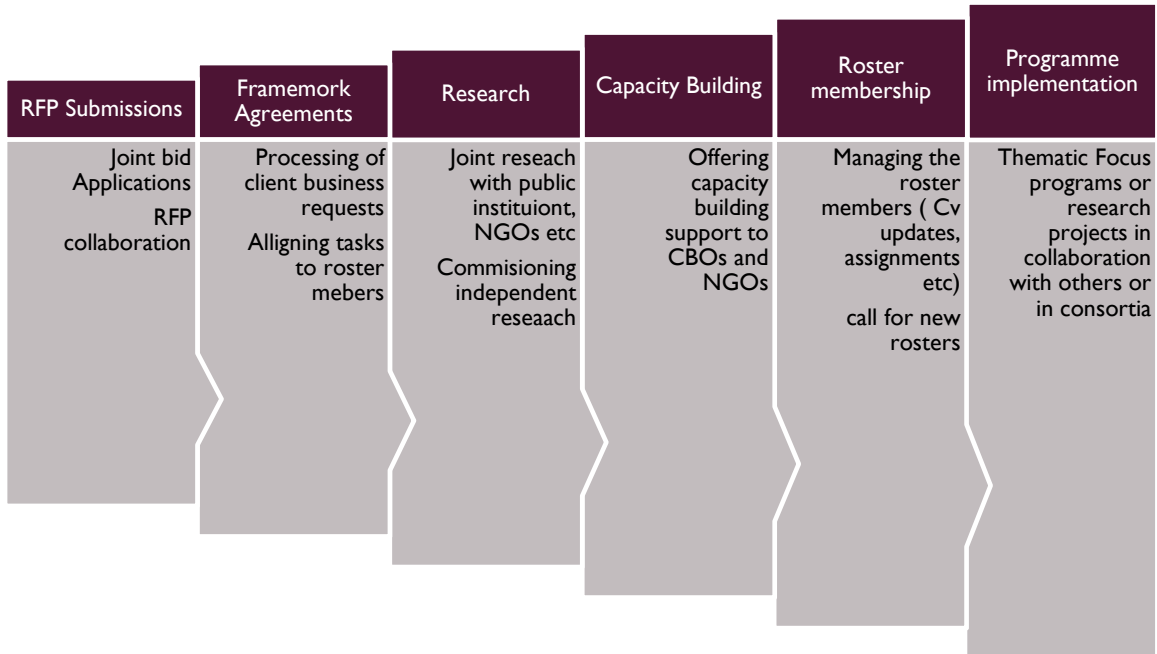 RFP Submissions
Joint bid
Applications
RFP
collaboration
Framemork
Agreements
Processing of
client business
requests
Alligning tasks
to roster
mebers
Research
Joint reseach
with public
instituiont,
NGOs etc
Commisioning
independent
reseaach
Capacity Building
Offering
capacity
building
support to
CBOs and
NGOs
Roster
membership
Managing the
roster
members ( Cv
updates,
assignments
etc)
call for new
rosters
Programme
implementation
Thematic Focus
programs or
research
projects in
collaboration
with others or
in consortia